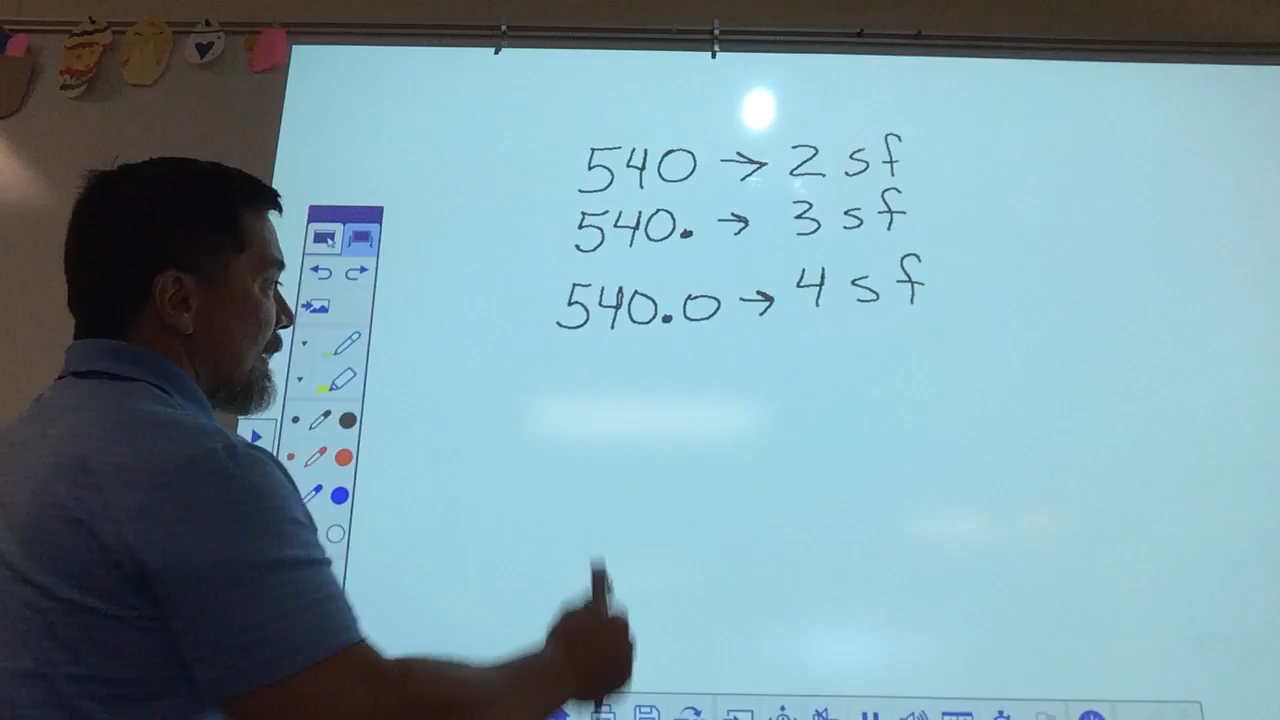 540 → 2 sf
540. → 3 sf
540.0 → 4 sf